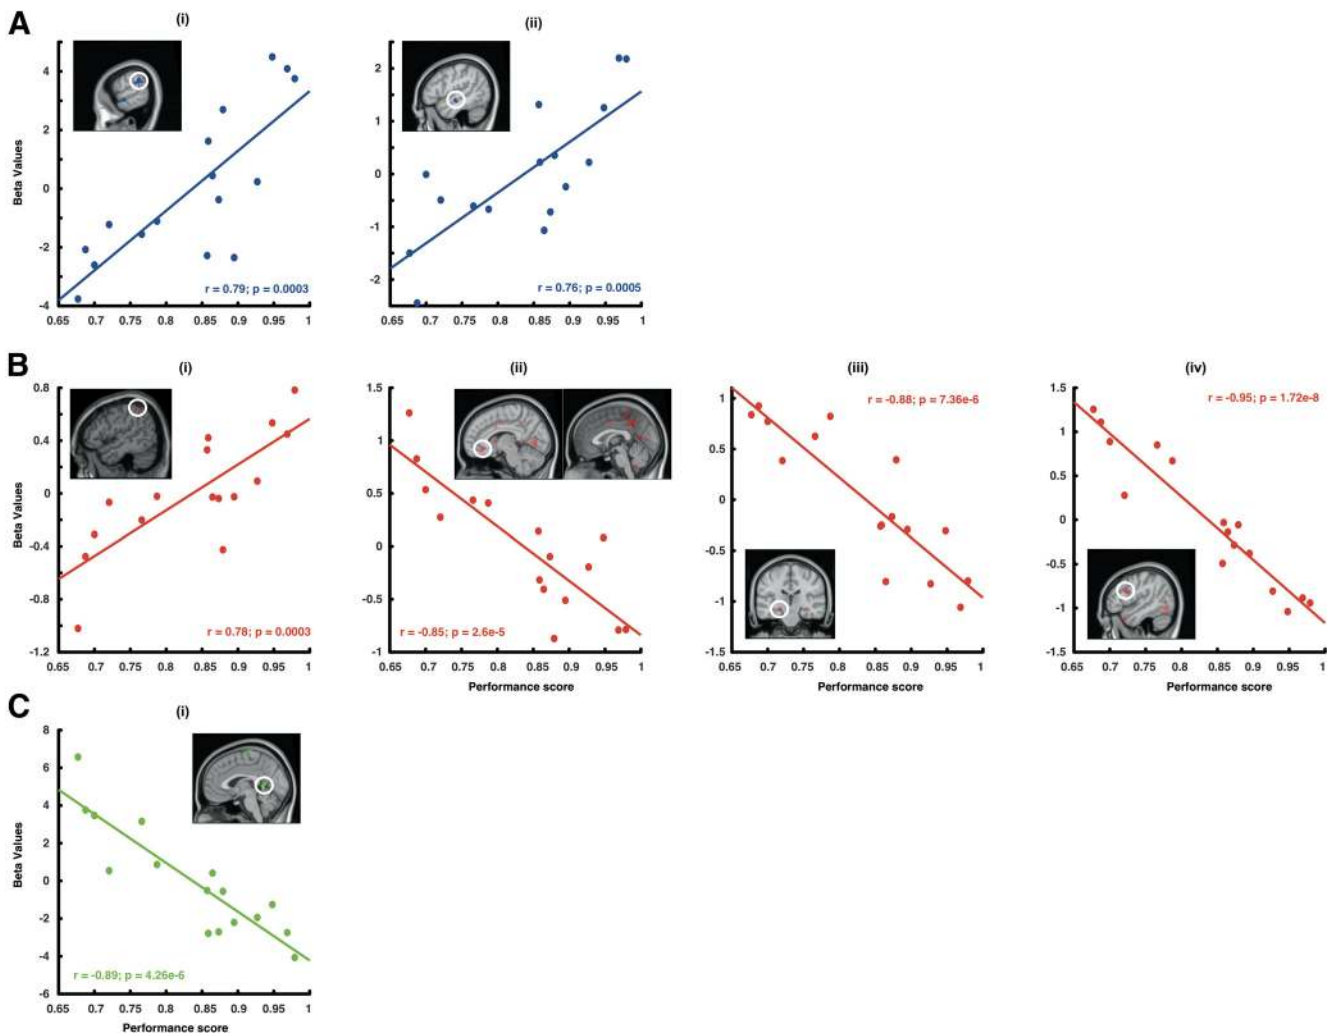 A
(i)
(ii)
Beta Values
4
2
0
-2
-4
2
1
0
-1
-2
r = 0.79; p = 0.0003
r = 0.76; p = 0.0005
0.65 0.7 0.75 0.8 0.85 0.9 0.95 1
0.65 0.7 0.75 0.8 0.85 0.9 0.95 1
B
(i)
(ii)
(iii)
(iv)
Beta Values
0.8
0.4
0
-0.4
-0.8
-1.2
1.5
1
0.5
0
-0.5
-1
1
0.5
0
-0.5
-1
-1.5
1.5
1
0.5
0
-0.5
-1
-1.5
r = 0.78; p = 0.0003
r = -0.85; p = 2.6e-5
r = -0.88; p = 7.36e-6
r = -0.95; p = 1.72e-8
0.65 0.7 0.75 0.8 0.85 0.9 0.95 1
0.65 0.7 0.75 0.8 0.85 0.9 0.95 1
0.65 0.7 0.75 0.8 0.85 0.9 0.95 1
0.65 0.7 0.75 0.8 0.85 0.9 0.95 1
Performance score
Performance score
Performance score
C
(i)
Beta Values
8
6
4
2
0
-2
-4
-6
r = -0.89; p = 4.26e-6
0.65 0.7 0.75 0.8 0.85 0.9 0.95 1
Performance score